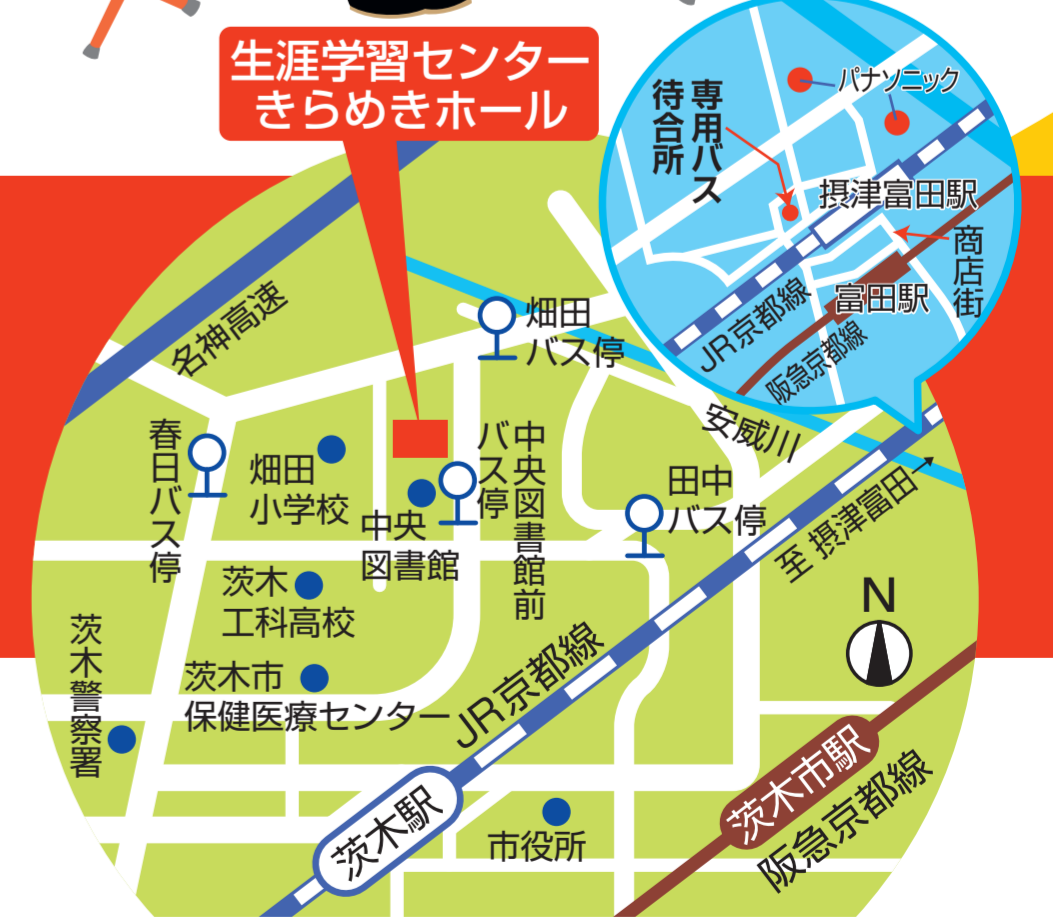 生涯学習センター
きらめきホール
専用バス
待合所
パナソニック
摂津富田駅
商店街
富田駅
JR京都線
阪急京都線
名神高速
畑田
バス停
安威川
春日バス停
畑田
小学校
中央図書館前
バス停
中央
図書館
田中
バス停
至 摂津富田
茨木
工科高校
N
茨木警察署
茨木市
保健医療センター
JR京都線
茨木駅
市役所
茨木市駅
阪急京都線